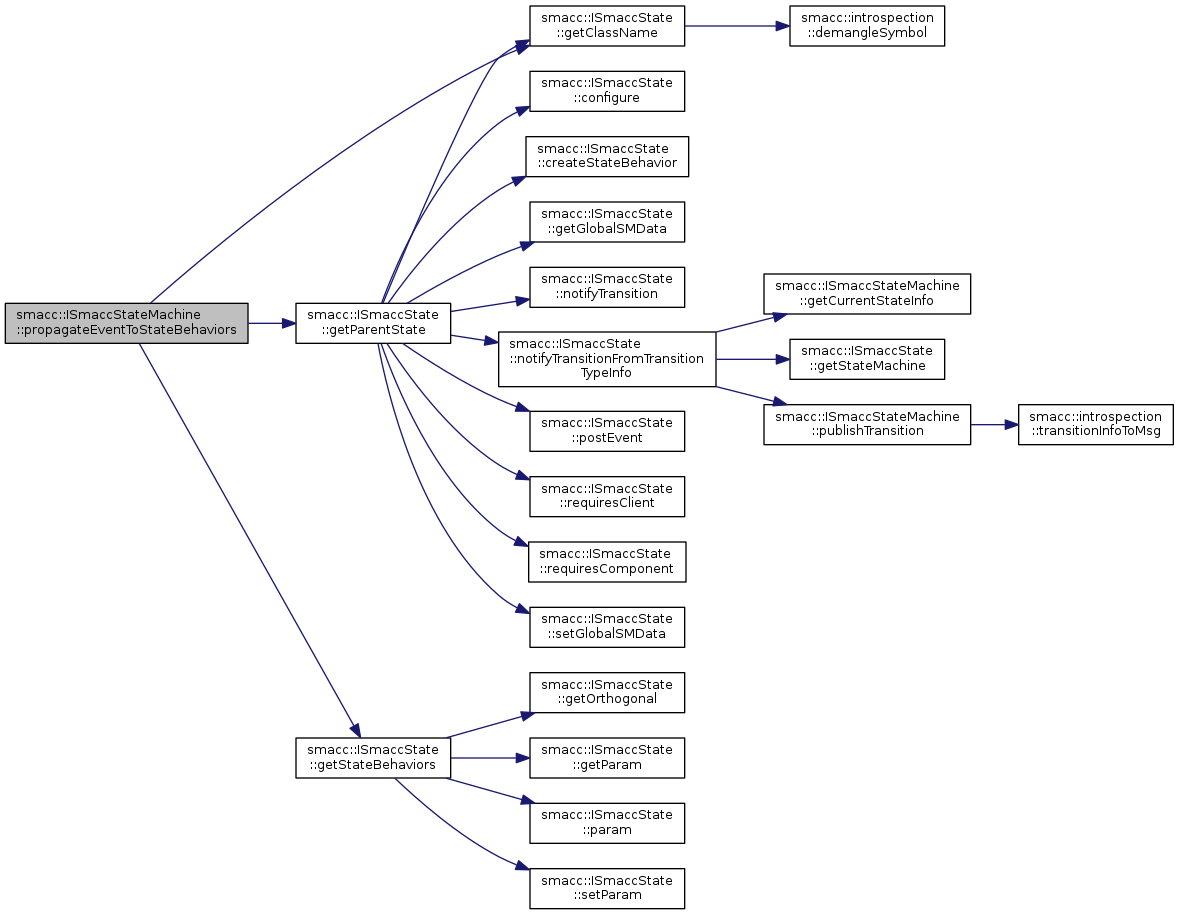 smacc::ISmaccStateMachine
::propagateEventToStateBehaviors
smacc::ISmaccState
::getParentState
smacc::ISmaccState
::getStateBehaviors
smacc::ISmaccState
::getClassName
smacc::ISmaccState
::configure
smacc::ISmaccState
::createStateBehavior
smacc::ISmaccState
::getGlobalSMData
smacc::ISmaccState
::notifyTransition
smacc::ISmaccState
::notifyTransitionFromTransition
TypeInfo
smacc::ISmaccState
::postEvent
smacc::ISmaccState
::requiresClient
smacc::ISmaccState
::requiresComponent
smacc::ISmaccState
::setGlobalSMData
smacc::ISmaccState
::getOrthogonal
smacc::ISmaccState
::getParam
smacc::ISmaccState
::param
smacc::ISmaccState
::setParam
smacc::introspection
::demangleSymbol
smacc::ISmaccStateMachine
::getCurrentStateInfo
smacc::ISmaccState
::getStateMachine
smacc::ISmaccStateMachine
::publishTransition
smacc::introspection
::transitionInfoToMsg